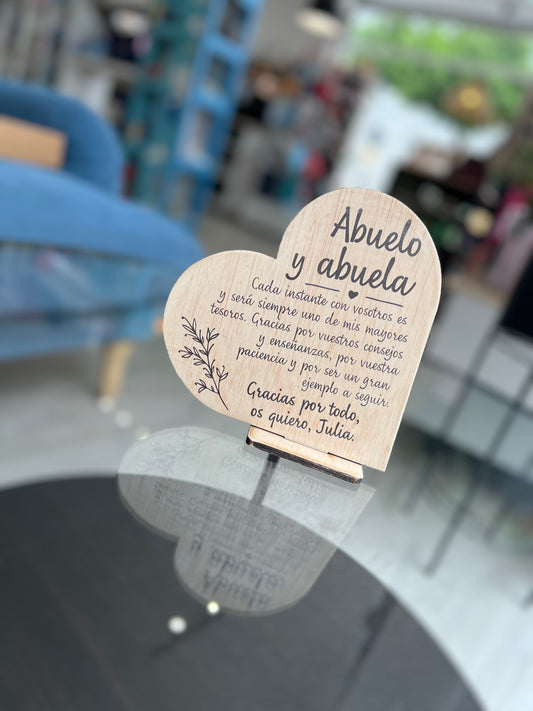 Abuelo
y abuela
Cada instante con vosotros es
y será siempre uno de mis mayores
tesoros. Gracias por vuestros consejos
y enseñanzas, por vuestra
paciencia y por ser un gran
ejemplo a seguir.
Gracias por todo,
os quiero, Julia.